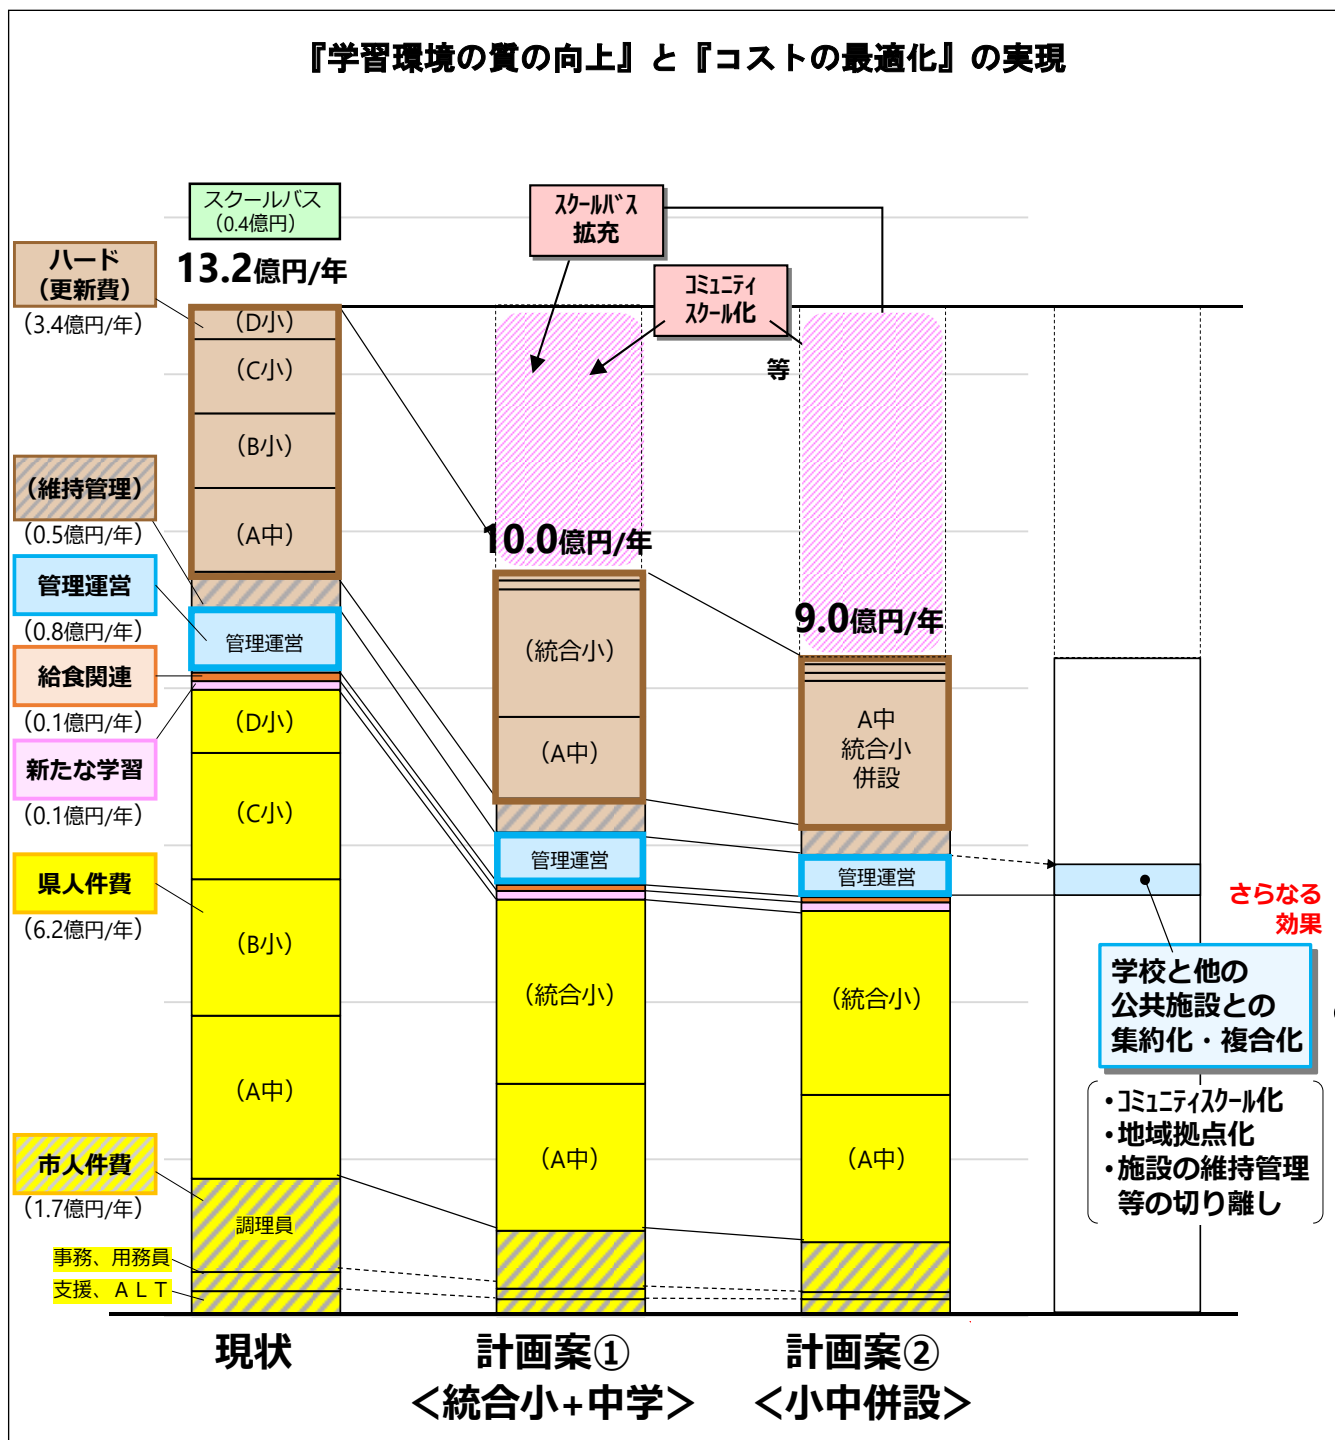 『学習環境の質の向上』と『コストの最適化』の実現
スクールバス
（0.4億円）
13.2億円/年
ｽｸｰﾙﾊﾞｽ
拡充
ｺﾐｭﾆﾃｨ
ｽｸｰﾙ化
等
ハード
（更新費）
（3.4億円/年）
（維持管理）
（0.5億円/年）
管理運営
（0.8億円/年）
給食関連
（0.1億円/年）
新たな学習
（0.1億円/年）
県人件費
（6.2億円/年）
市人件費
（1.7億円/年）
事務、用務員
支援、ＡＬＴ
（D小）
（C小）
（B小）
（A中）
管理運営
（D小）
（C小）
（B小）
（A中）
調理員
10.0億円/年
（統合小）
（A中）
管理運営
（統合小）
（A中）
9.0億円/年
A中
統合小
併設
管理運営
（統合小）
（A中）
さらなる
効果
学校と他の
公共施設との
集約化・複合化
・ｺﾐｭﾆﾃｨｽｸｰﾙ化
・地域拠点化
・施設の維持管理
等の切り離し
現状
計画案①
＜統合小+中学＞
計画案②
＜小中併設＞